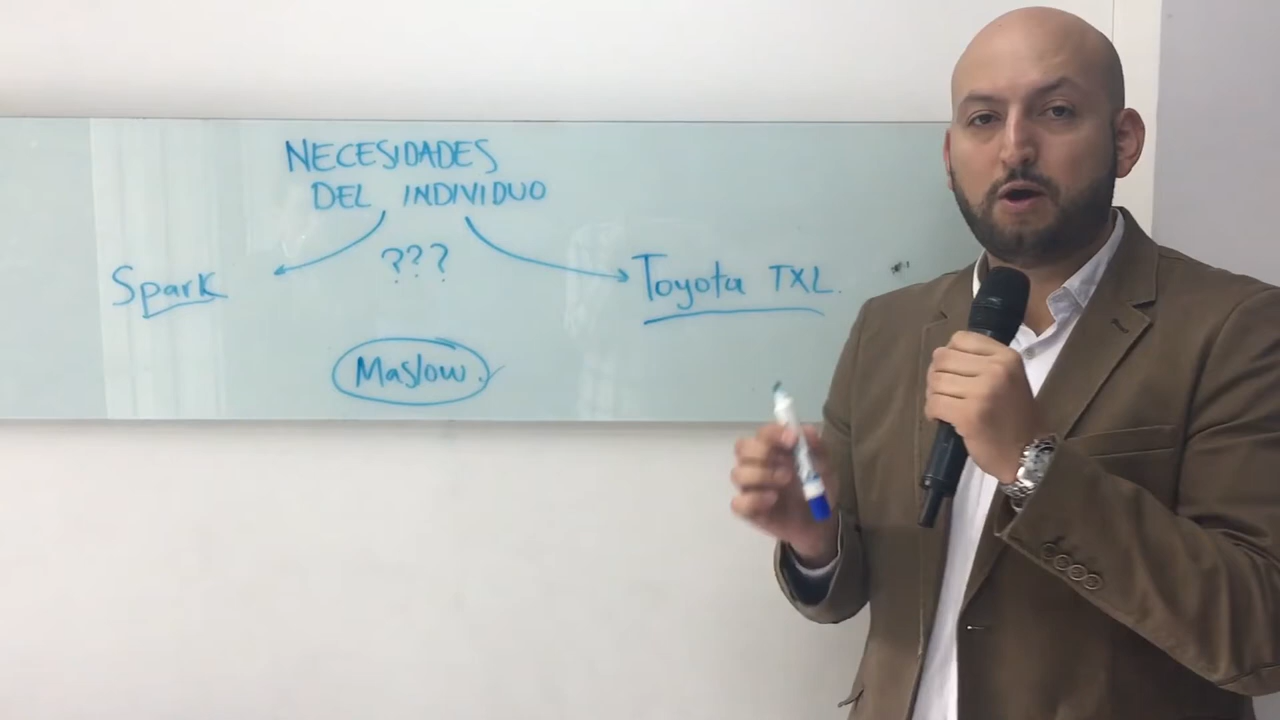 NECESIDADES
DEL INDIVIDUO
???
Spark
Toyota TXL.
Maslow.